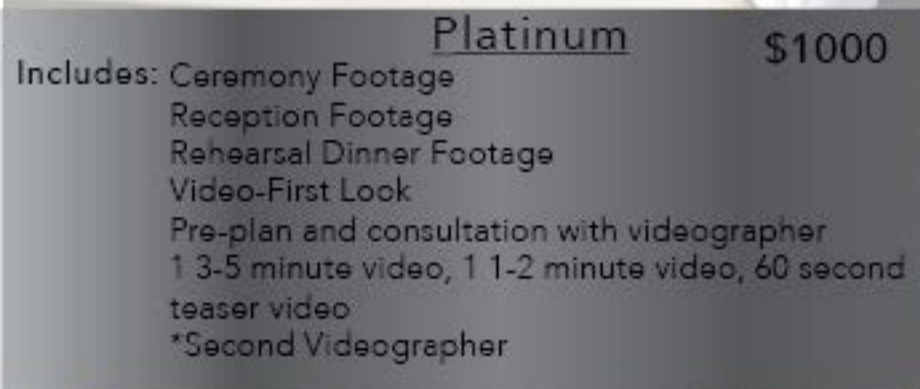 Platinum
$1000
Includes: Ceremony Footage
Reception Footage
Rehearsal Dinner Footage
Video-First Look
Pre-plan and consultation with videographer
1 3-5 minute video, 1 1-2 minute video, 60 second
teaser video
*Second Videographer